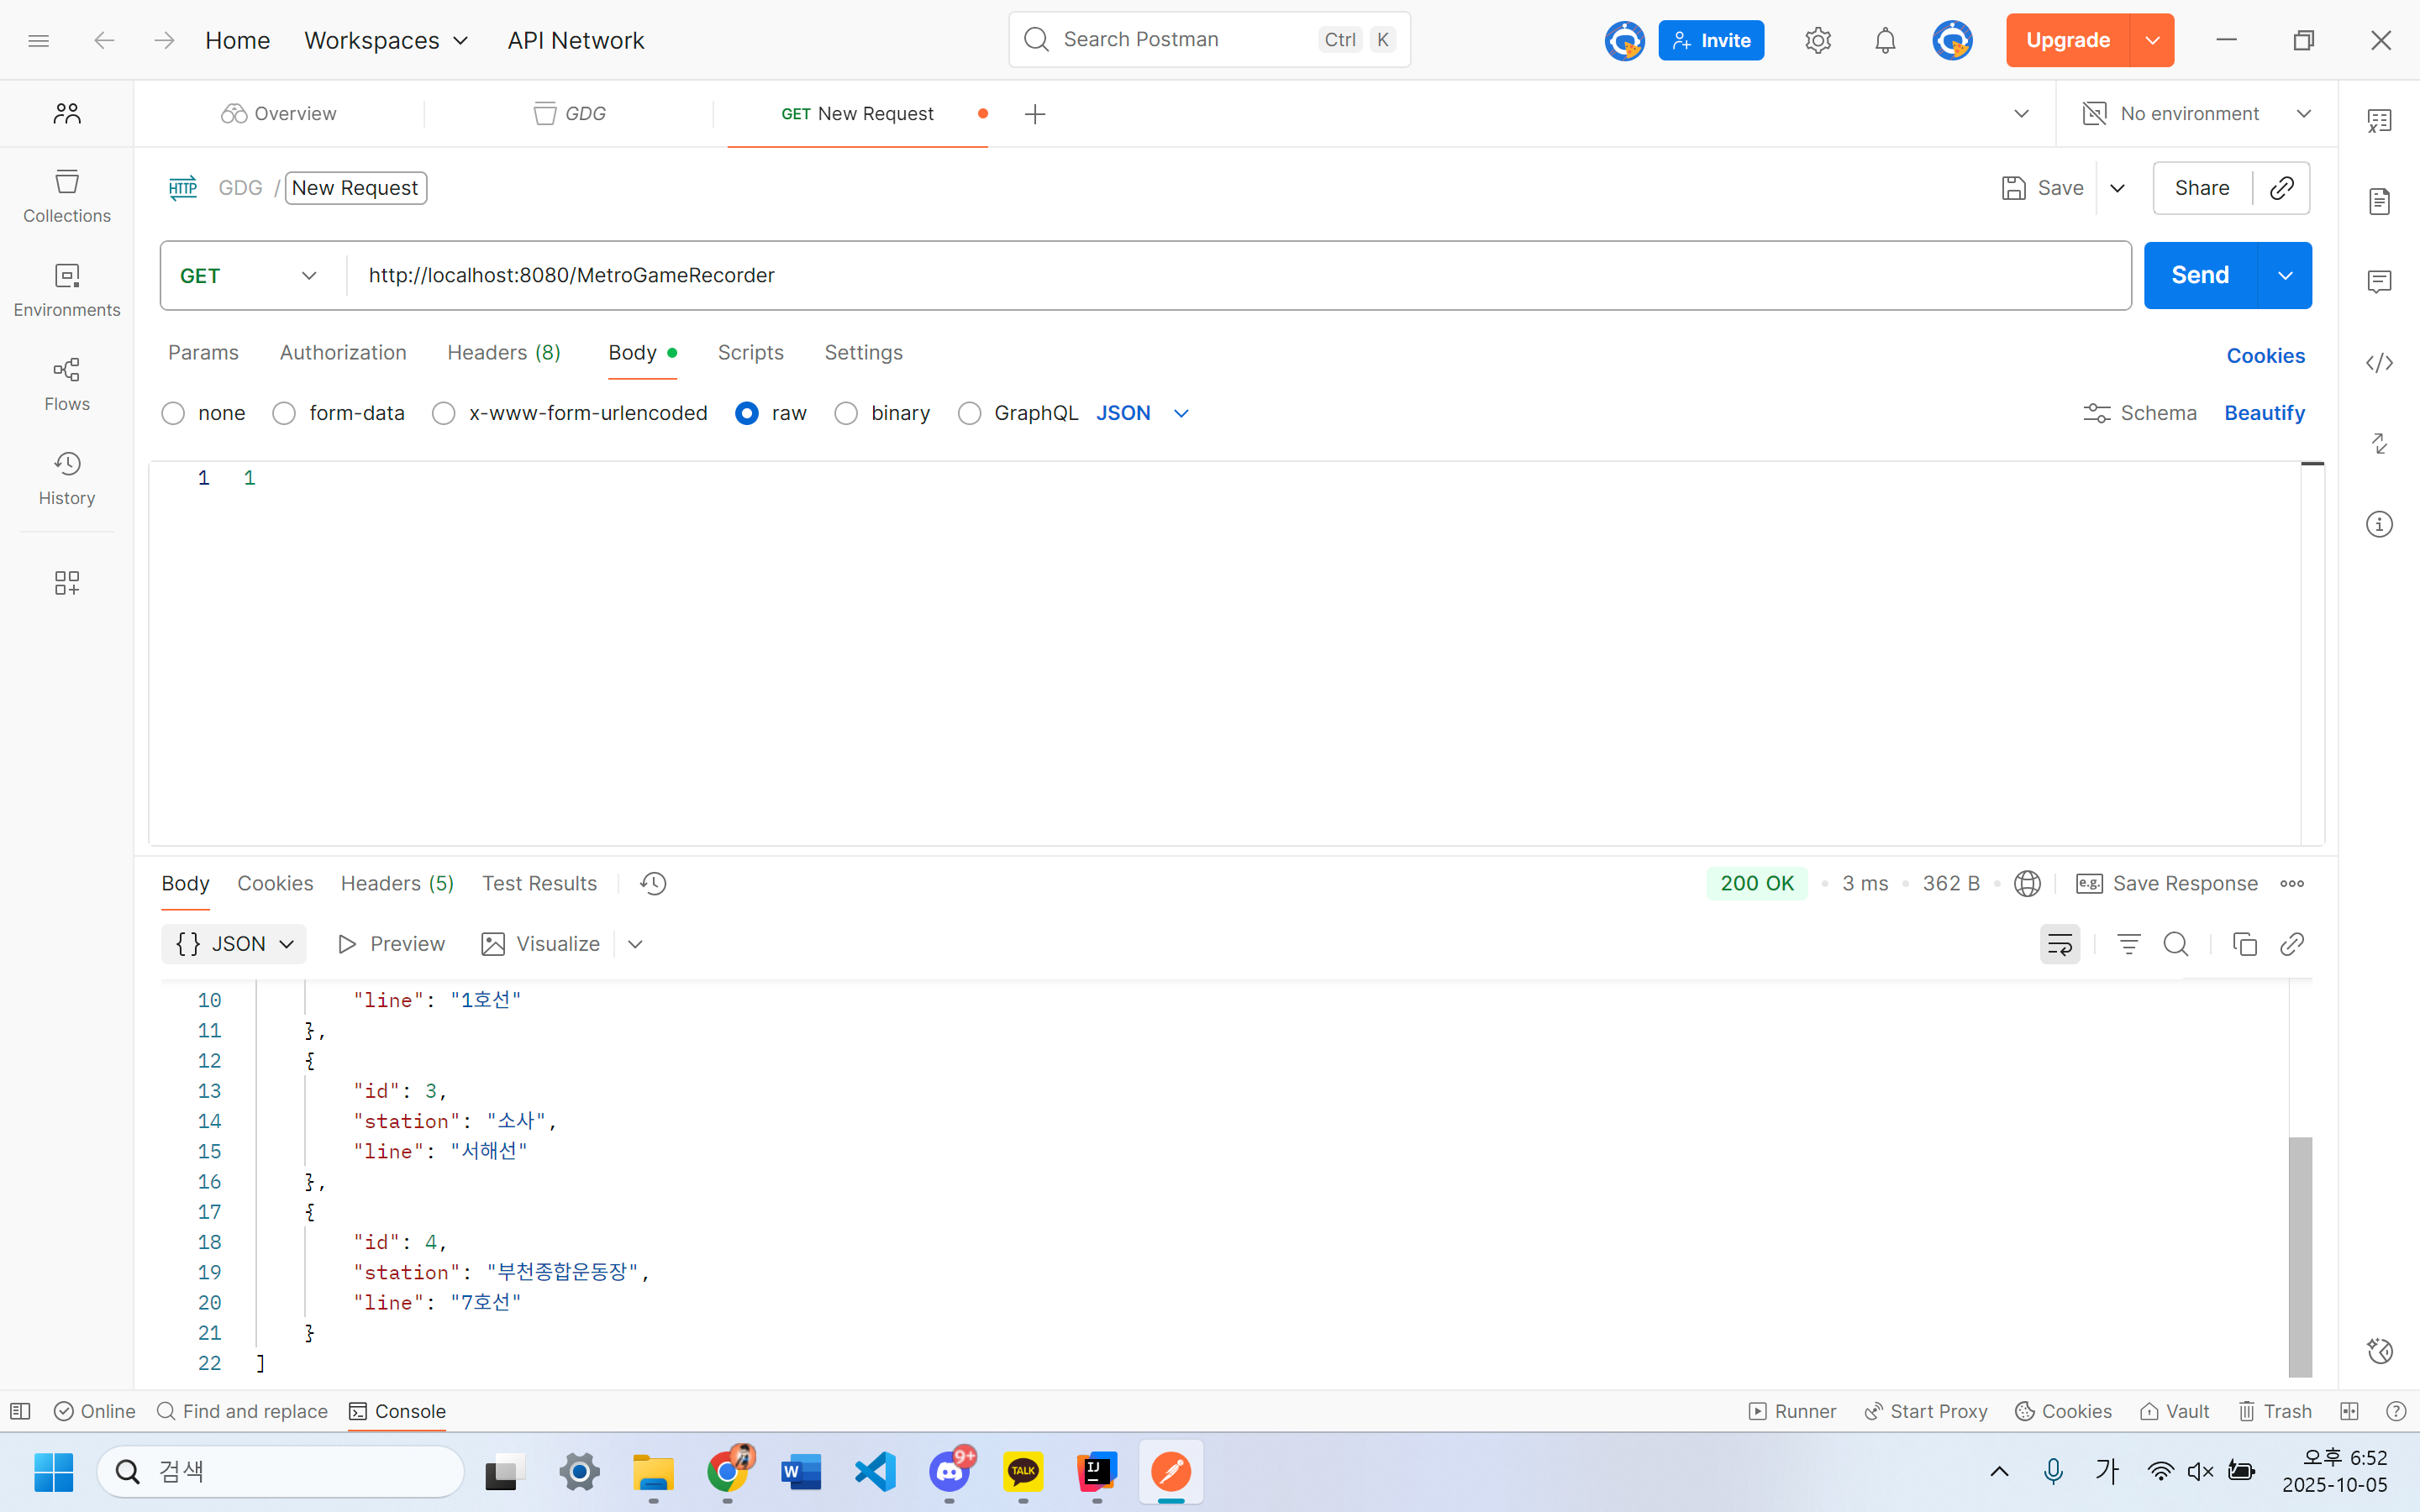 Home Workspaces API Network Search Postman Ctrl K Invite Upgrade
Overview GDG GET New Request No environment
HTTP GDG / New Request Save Share
Collections
GET http://localhost:8080/MetroGameRecorder Send
Environments
Params Authorization Headers (8) Body Scripts Settings Cookies
Flows
none form-data x-www-form-urlencoded raw binary GraphQL JSON Schema Beautify
History
1 1
Body Cookies Headers (5) Test Results 200 OK 3 ms 362 B e.g. Save Response
{} JSON Preview Visualize
10 "line": "1호선"
11 },
12 {
13 "id": 3,
14 "station": "소사",
15 "line": "서해선"
16 },
17 {
18 "id": 4,
19 "station": "부천종합운동장",
20 "line": "7호선"
21 }
22 ]
Online Find and replace Console Runner Start Proxy Cookies Vault Trash
검색 W 9+ TALK IJ 가 오후 6:52
2025-10-05